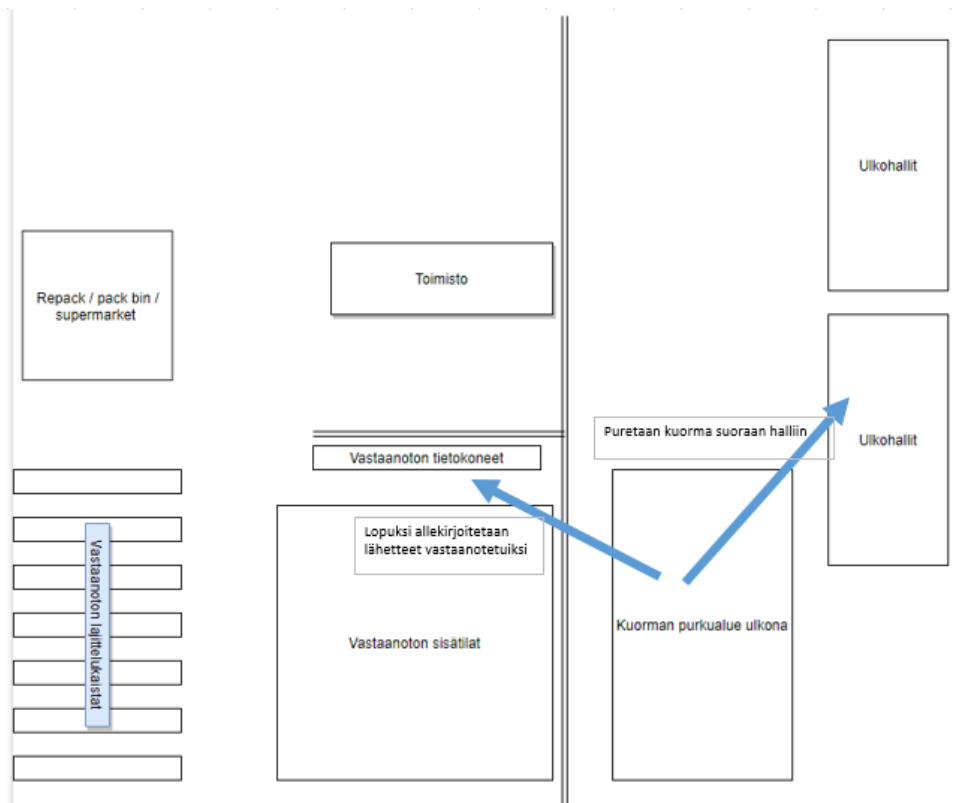 Ulkohallit
Repack / pack bin /
supermarket
Toimisto
Puretaan kuorma suoraan halliin
Ulkohallit
Vastaanoton tietokoneet
Lopuksi allekirjoitetaan
lähetteet vastaanotetuiksi
Vastaanoton lajittelukaistat
Vastaanoton sisätilat
Kuorman purkualue ulkona